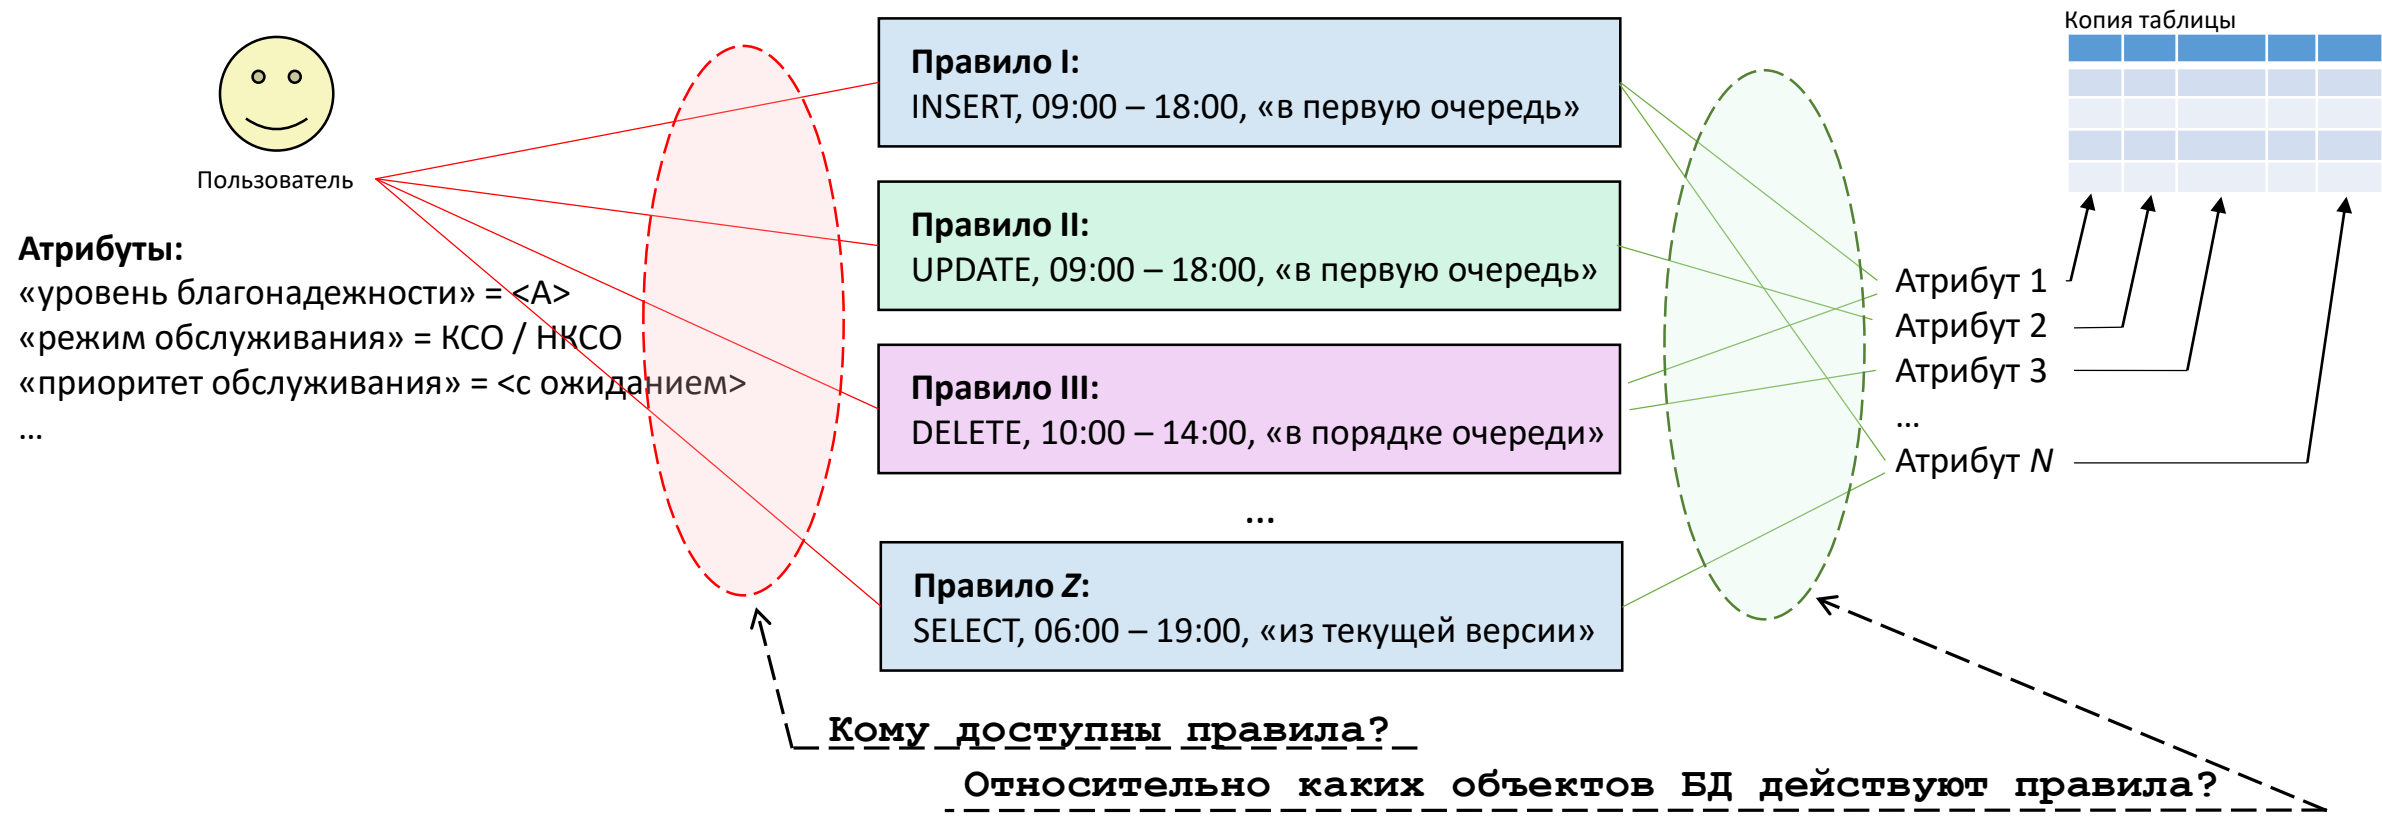 Копия таблицы
Пользователь
Атрибуты:
«уровень благонадежности» = <А>
«режим обслуживания» = КСО / НКСО
«приоритет обслуживания» = <с ожиданием>
...
Правило I:
INSERT, 09:00 – 18:00, «в первую очередь»
Правило II:
UPDATE, 09:00 – 18:00, «в первую очередь»
Правило III:
DELETE, 10:00 – 14:00, «в порядке очереди»
...
Правило Z:
SELECT, 06:00 – 19:00, «из текущей версии»
Атрибут 1
Атрибут 2
Атрибут 3
...
Атрибут N
Кому доступны правила?
Относительно каких объектов БД действуют правила?